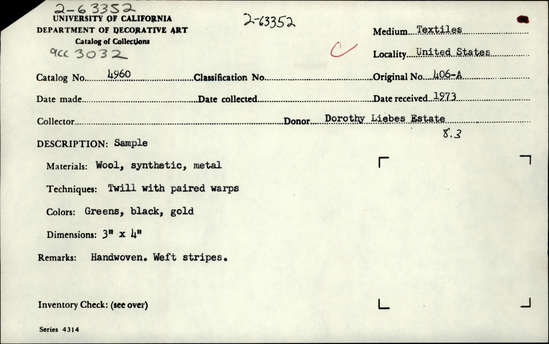 2-63352
UNIVERSITY OF CALIFORNIA
DEPARTMENT OF DECORATIVE ART
Catalog of Collections
acc 3032
2-63352
C
Medium Textiles
Locality United States
Catalog No. 4960 Classification No. Original No. 406-A
Date made Date collected Date received 1973
Collector Donor Dorothy Liebes Estate
8.3
DESCRIPTION: Sample
Materials: Wool, synthetic, metal
Techniques: Twill with paired warps
Colors: Greens, black, gold
Dimensions: 3" x 4"
Remarks: Handwoven. Weft stripes.
Inventory Check: (see over)
Series 4314